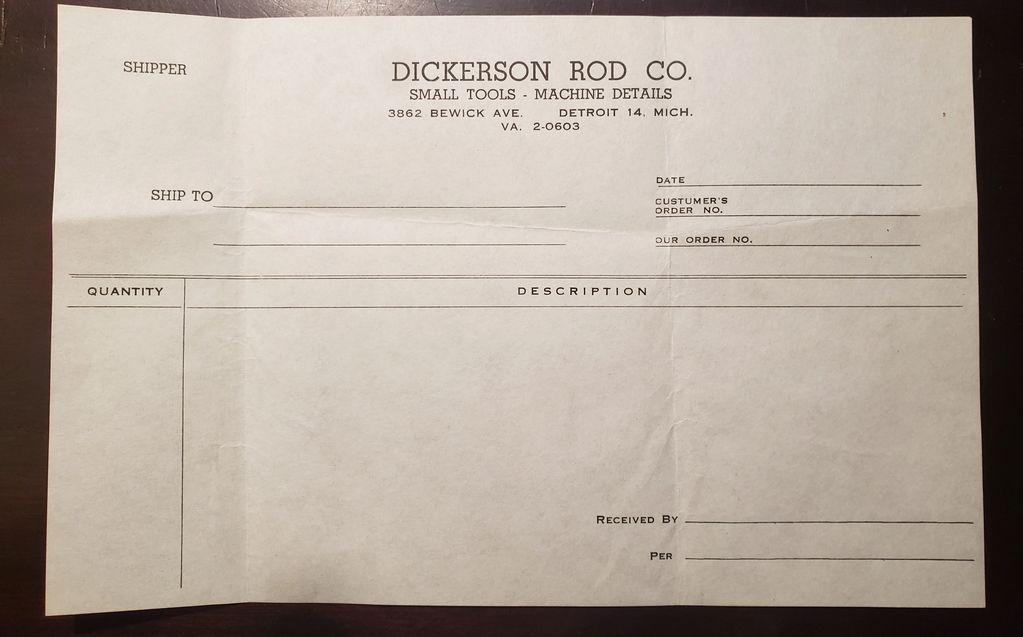 SHIPPER
DICKERSON ROD CO.
SMALL TOOLS - MACHINE DETAILS
3862 BEWICK AVE. DETROIT 14, MICH.
VA. 2-0603
SHIP TO
DATE
CUSTUMER'S
ORDER NO.
OUR ORDER NO.
QUANTITY DESCRIPTION
RECEIVED BY
PER